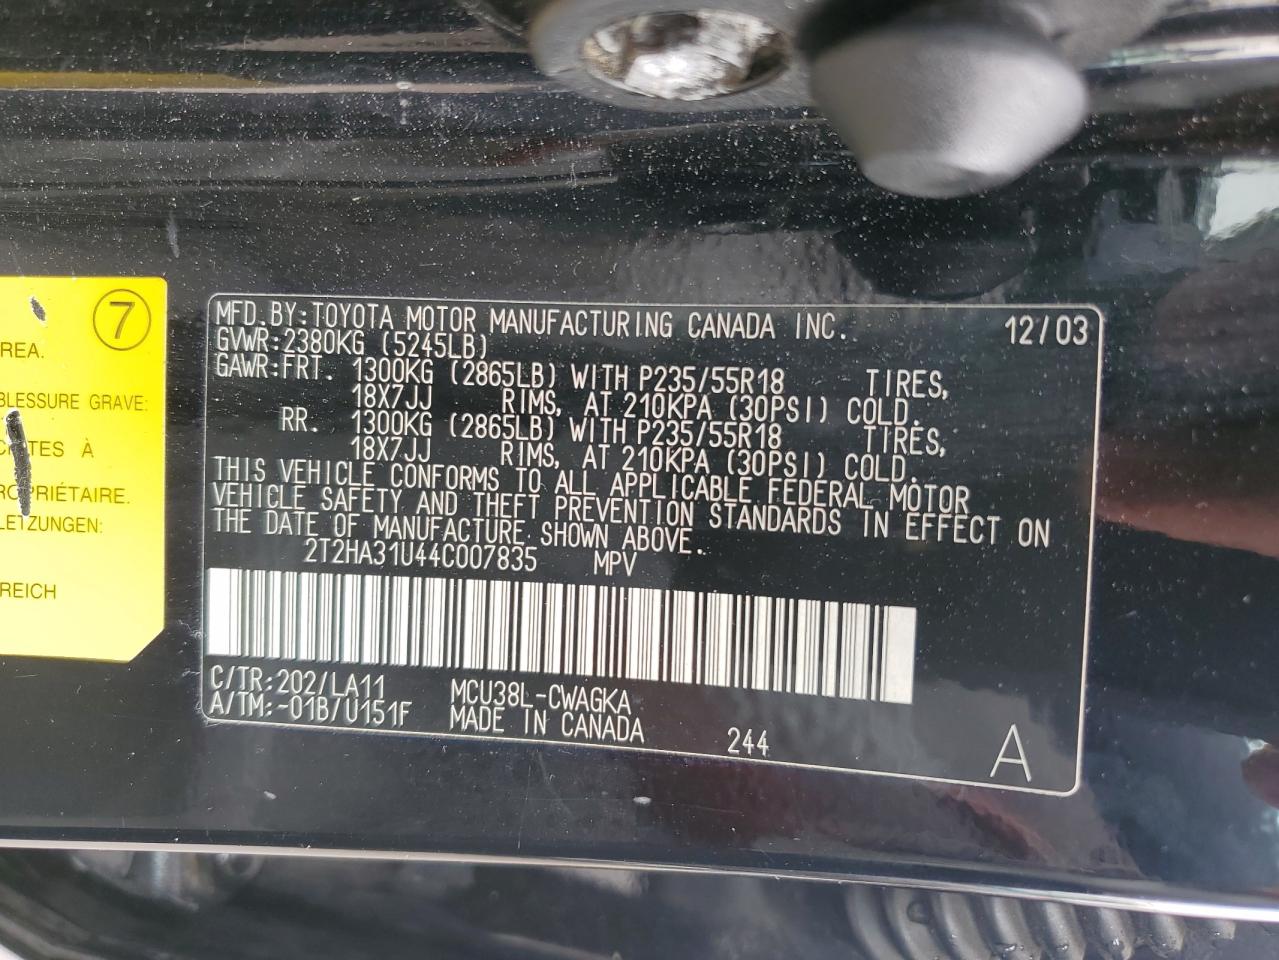 7
REA.
BLESSURE GRAVE:
TES À
ROPRIÉTAIRE.
LETZUNGEN:
REICH
MFD.BY:TOYOTA MOTOR MANUFACTURING CANADA INC. 12/03
GVWR:2380KG (5245LB)
GAWR:FRT. 1300KG (2865LB) WITH P235/55R18 TIRES,
18X7JJ RIMS, AT 210KPA (30PSI) COLD.
RR. 1300KG (2865LB) WITH P235/55R18 TIRES,
18X7JJ RIMS, AT 210KPA (30PSI) COLD.
THIS VEHICLE CONFORMS TO ALL APPLICABLE FEDERAL MOTOR
VEHICLE SAFETY AND THEFT PREVENTION STANDARDS IN EFFECT ON
THE DATE OF MANUFACTURE SHOWN ABOVE.
2T2HA31U44C007835 MPV
C/TR:202/LA11 MCU38L-CWAGKA
A/TM:-01B/U151F MADE IN CANADA 244 A